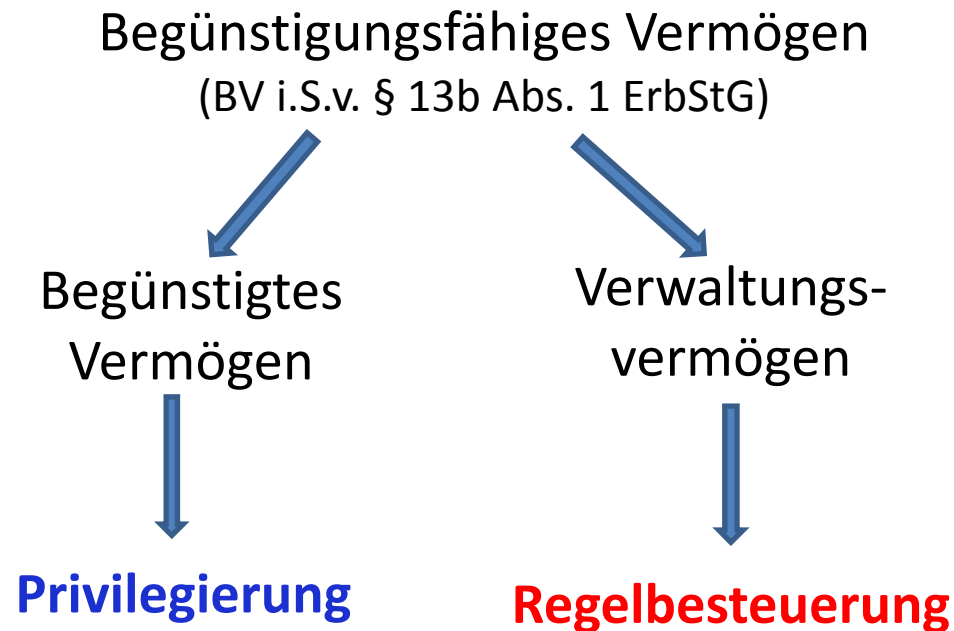 Begünstigungsfähiges Vermögen
(BV i.S.v. § 13b Abs. 1 ErbStG)
Begünstigtes
Vermögen
Verwaltungs-
vermögen
Privilegierung
Regelbesteuerung